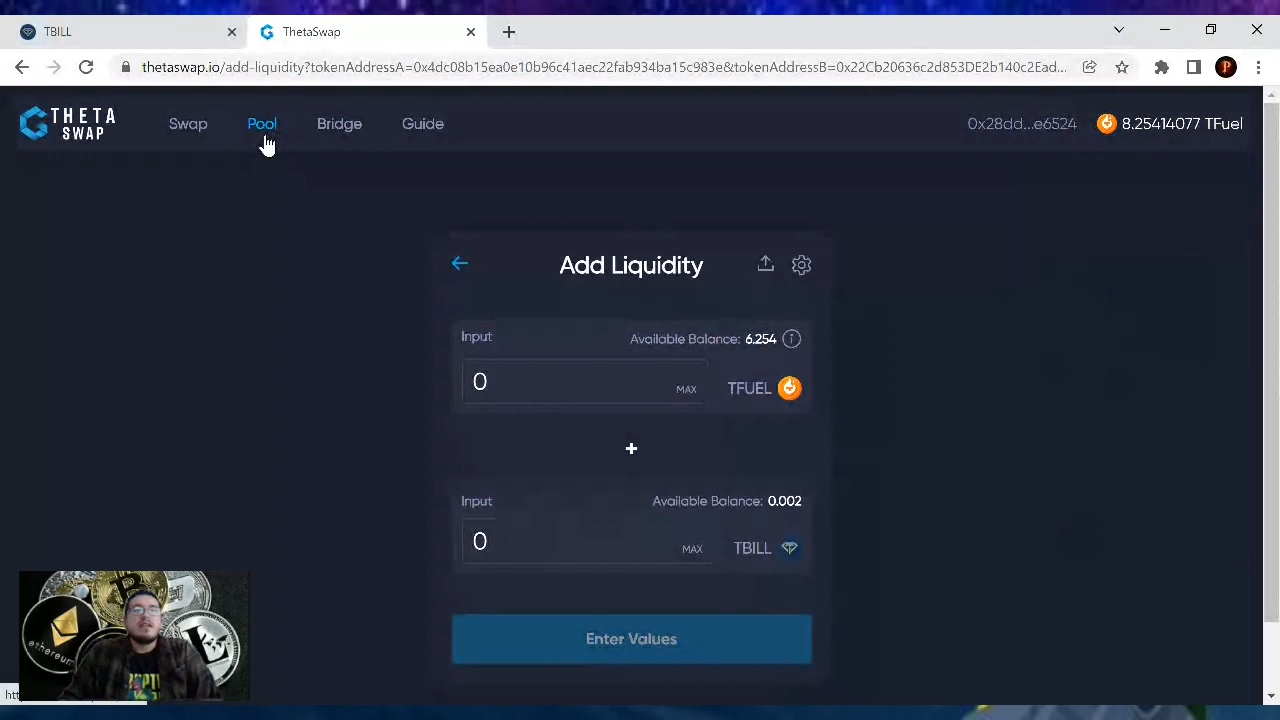 TBILL
ThetaSwap
thetaswap.io/add-liquidity?tokenAddressA=0x4dc08b15ea0e10b96c41aec22fab934ba15c983e&tokenAddressB=0x22Cb20636c2d853DE2b140c2Ead...
P
THETA
SWAP
Swap
Pool
Bridge
Guide
0x28dd...e6524
8.25414077 TFuel
Add Liquidity
Input
Available Balance: 6.254
0
MAX
TFUEL
+
Input
Available Balance: 0.002
0
MAX
TBILL
Enter Values
ethereum